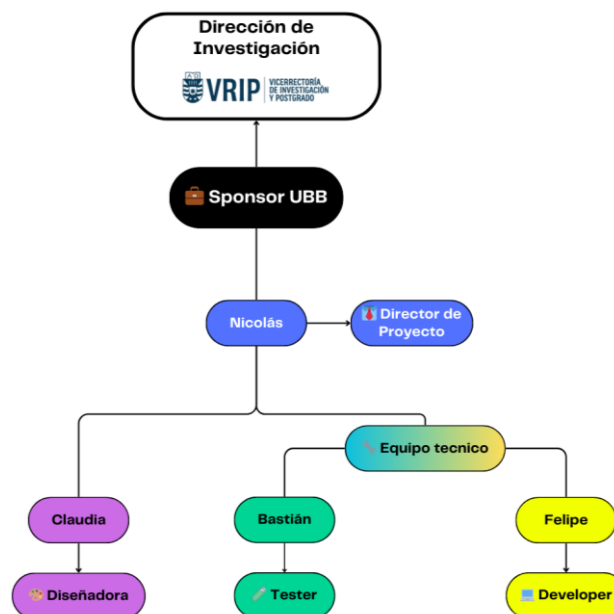 Dirección de
Investigación
VRIP
VICERRECTORÍA
DE INVESTIGACIÓN
Y POSTGRADO
Sponsor UBB
Nicolás
Director de
Proyecto
Equipo tecnico
Claudia
Bastián
Felipe
Diseñadora
Tester
Developer